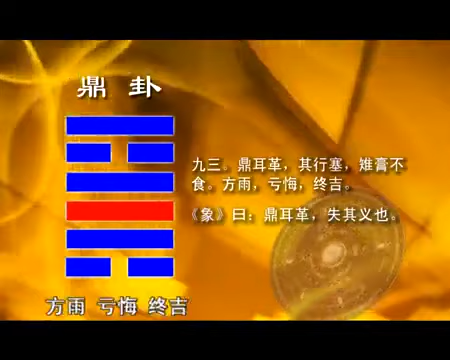 鼎 卦
九三。鼎耳革，其行塞，雉膏不
食。方雨，亏悔，终吉。
《象》曰：鼎耳革，失其义也。
方雨 亏悔 终吉